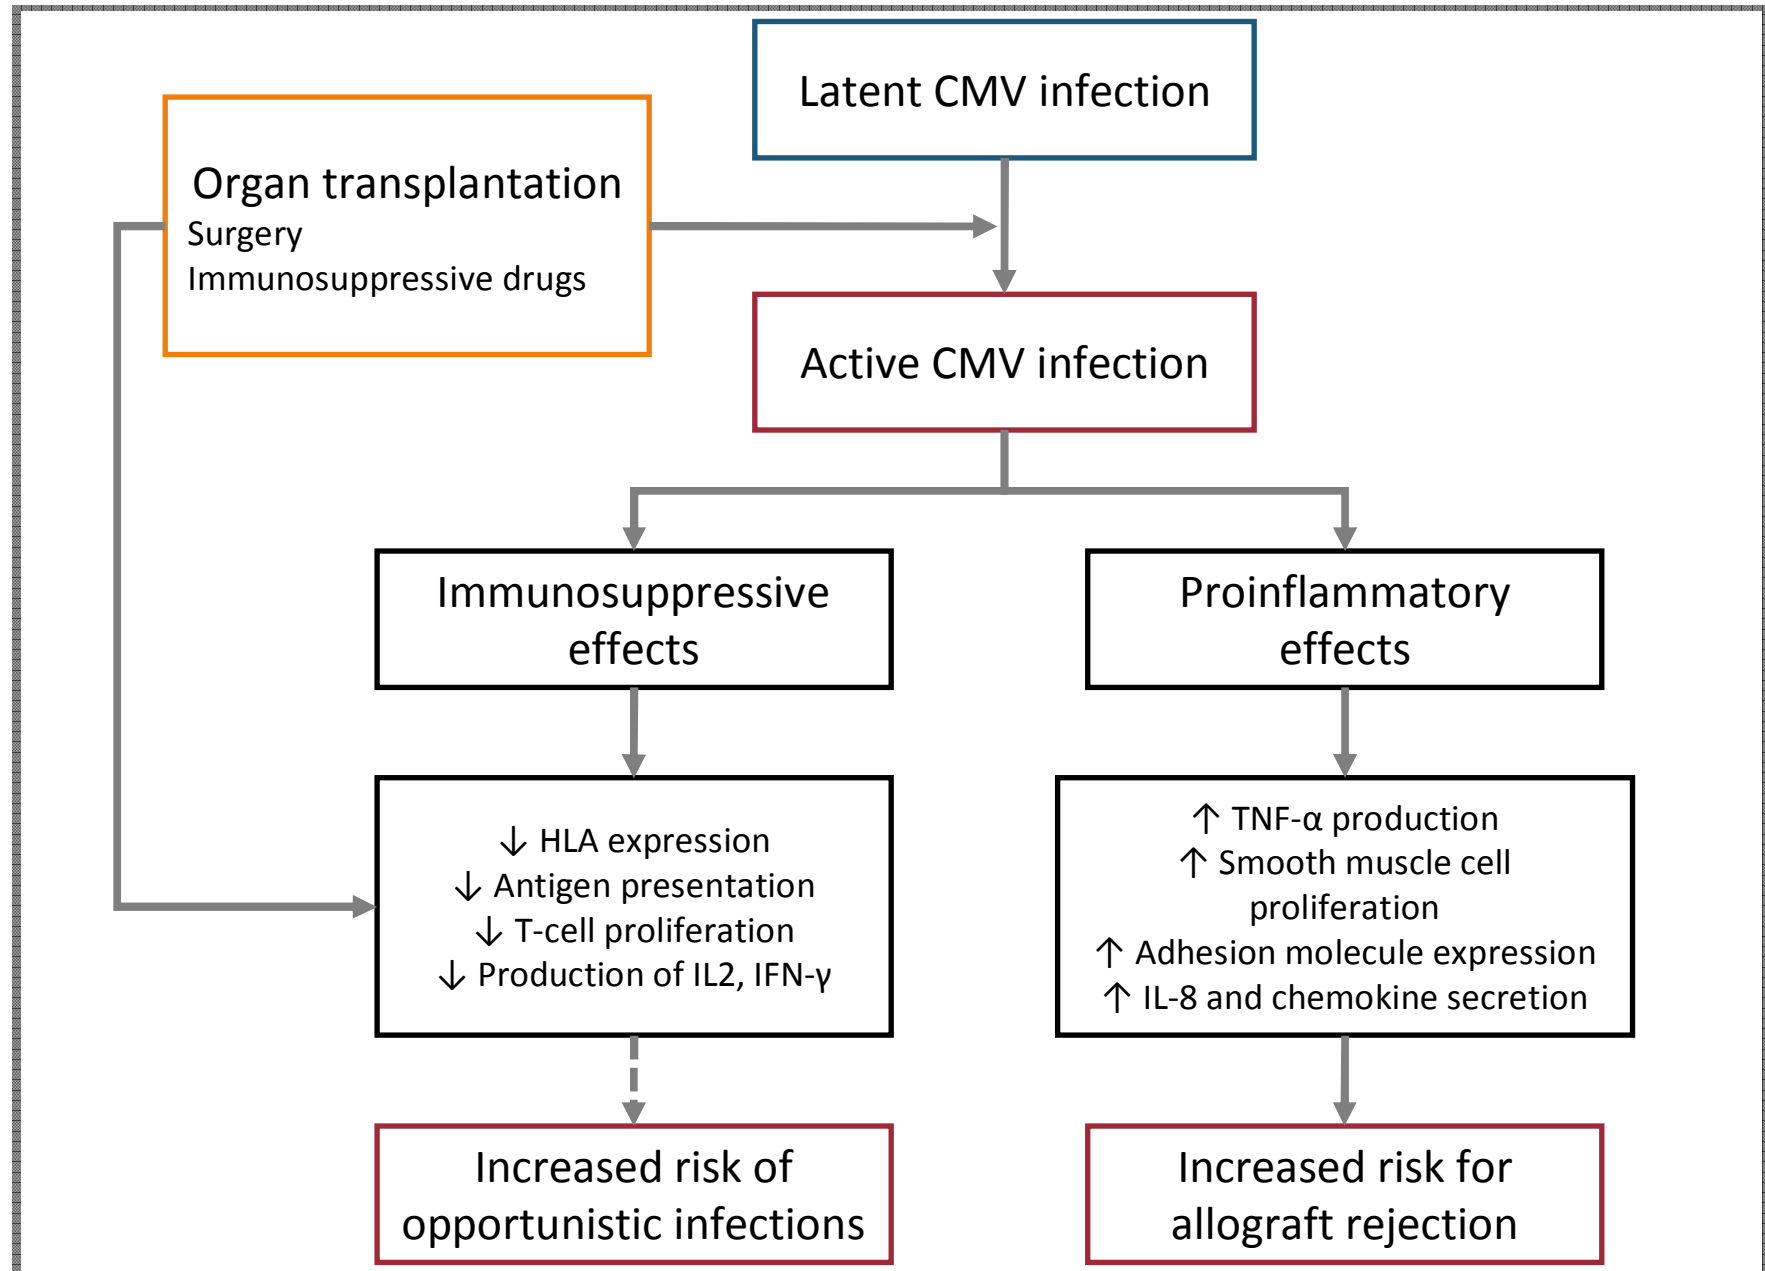 Latent CMV infection
Organ transplantation
Surgery
Immunosuppressive drugs
Active CMV infection
Immunosuppressive
effects
Proinflammatory
effects
↓ HLA expression
↓ Antigen presentation
↓ T-cell proliferation
↓ Production of IL2, IFN-γ
↑ TNF-α production
↑ Smooth muscle cell
proliferation
↑ Adhesion molecule expression
↑ IL-8 and chemokine secretion
Increased risk of
opportunistic infections
Increased risk for
allograft rejection